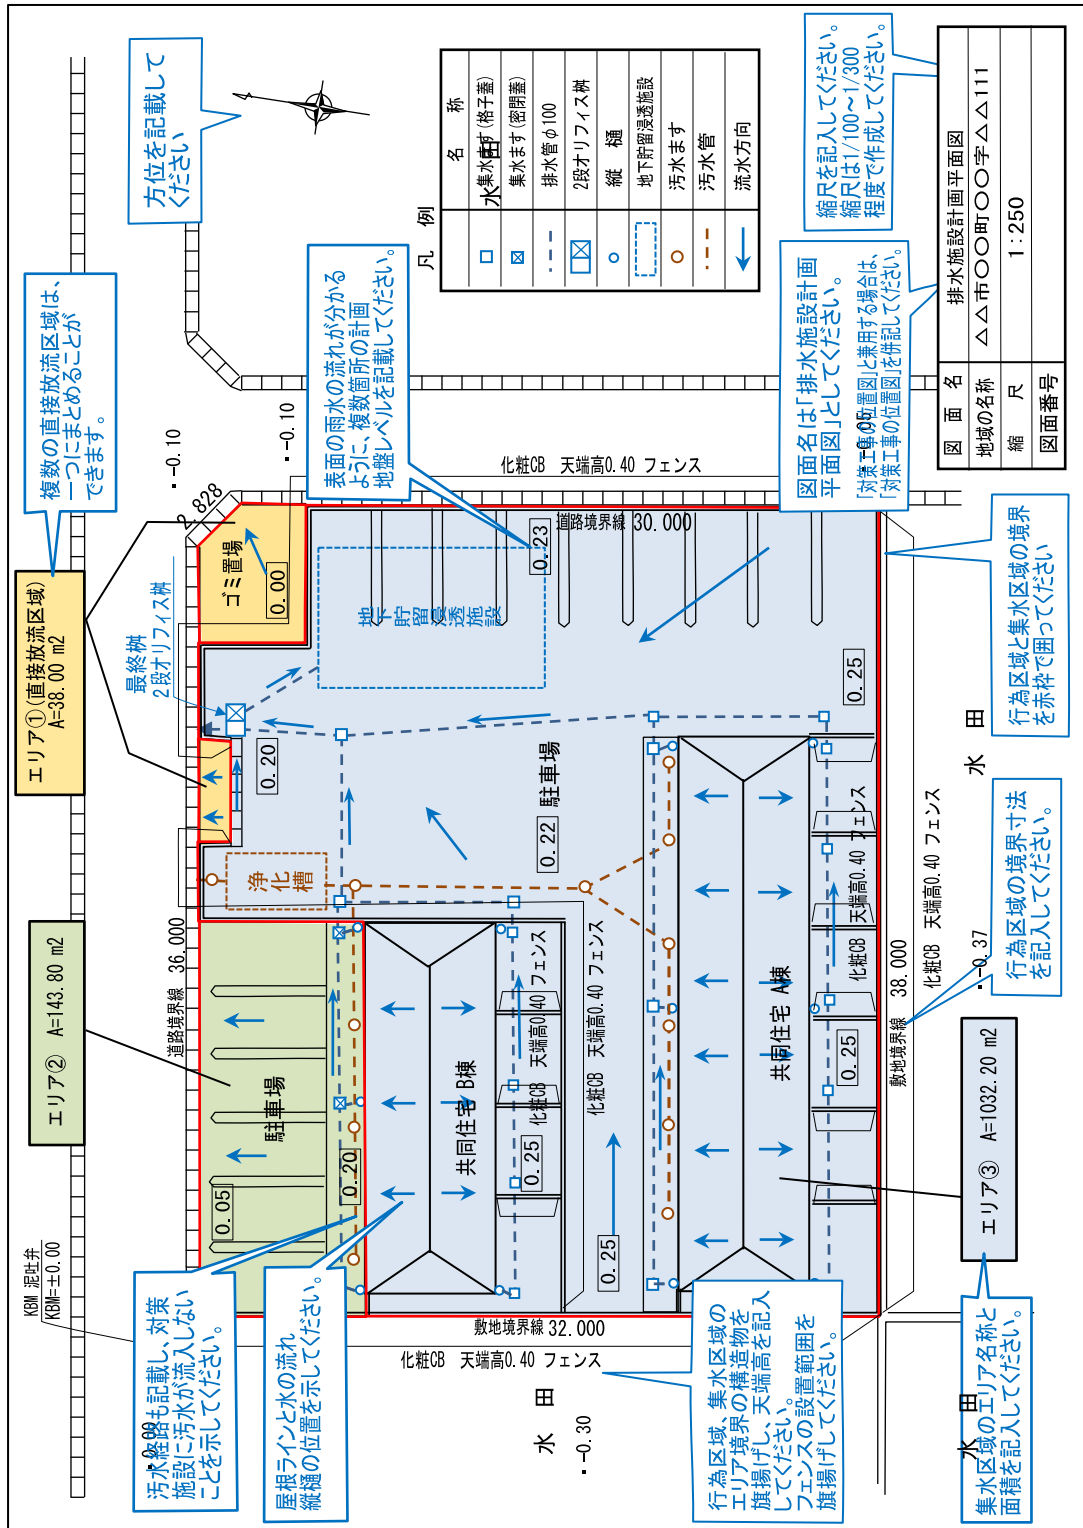 複数の直接放流区域は、
一つにまとめることが
できます。
方位を記載して
ください
エリア①(直接放流区域)
A=38.00 m2
エリア② A=143.80 m2
エリア③ A=1032.20 m2
凡 例
名 称
集水ます(格子蓋)
集水ます(密閉蓋)
排水管φ100
2段オリフィス桝
縦 樋
地下貯留浸透施設
汚水ます
汚水管
流水方向
水 田
縮尺を記入してください。
縮尺は1/100~1/300
程度で作成してください。
図面名は「排水施設計画
平面図」としてください。
「対策工事の位置図」と兼用する場合は、
「対策工事の位置図」を併記してください。
図 面 名
排水施設計画平面図
地域の名称
△△市〇〇町〇〇字△△111
縮 尺
1:250
図面番号
表面の雨水の流れが分かる
ように、複数箇所の計画
地盤レベルを記載してください。
行為区域と集水区域の境界
を赤枠で囲ってください
行為区域の境界寸法
を記入してください。
集水区域のエリア名称と
面積を記入してください。
行為区域、集水区域の
エリア境界の構造物を
旗揚げし、天端高を記入
してください。
フェンスの設置範囲を
旗揚げしてください。
屋根ラインと水の流れ
縦樋の位置を示してください。
汚水経路も記載し、対策
施設に汚水が流入しない
ことを示してください。
KBM 泥吐弁
KBM=±0.00
道路境界線 36.000
2.828
-0.10
-0.10
-0.05
化粧CB 天端高0.40 フェンス
道路境界線 30.000
最終桝
2段オリフィス桝
ゴミ置場
0.00
地下貯留浸透施設
0.23
0.20
0.25
駐車場
0.22
浄化槽
駐車場
0.05
0.20
共同住宅 B棟
0.25
化粧CB 天端高0.40 フェンス
化粧CB 天端高0.40 フェンス
0.25
共同住宅 A棟
0.25
化粧CB 天端高0.40 フェンス
敷地境界線 38.000
化粧CB 天端高0.40 フェンス
-0.37
水 田
敷地境界線 32.000
化粧CB 天端高0.40 フェンス
水 田
-0.30
水 田